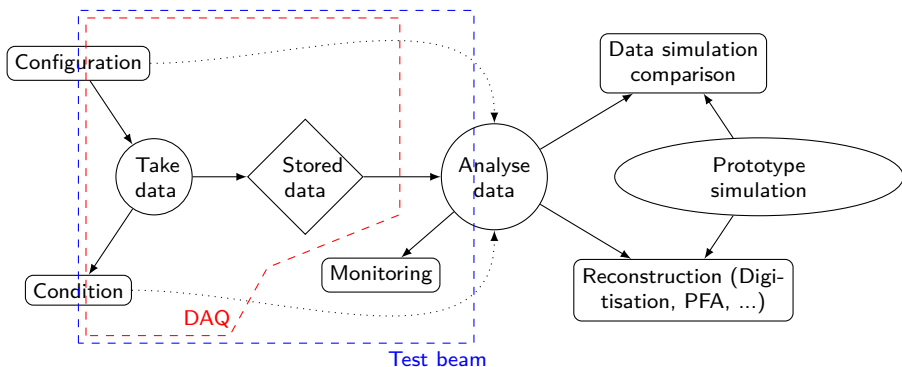 Configuration
Take
data
Condition
Stored
data
DAQ
Monitoring
Test beam
Analyse
data
Data simulation
comparison
Prototype
simulation
Reconstruction (Digi-
tisation, PFA, ...)